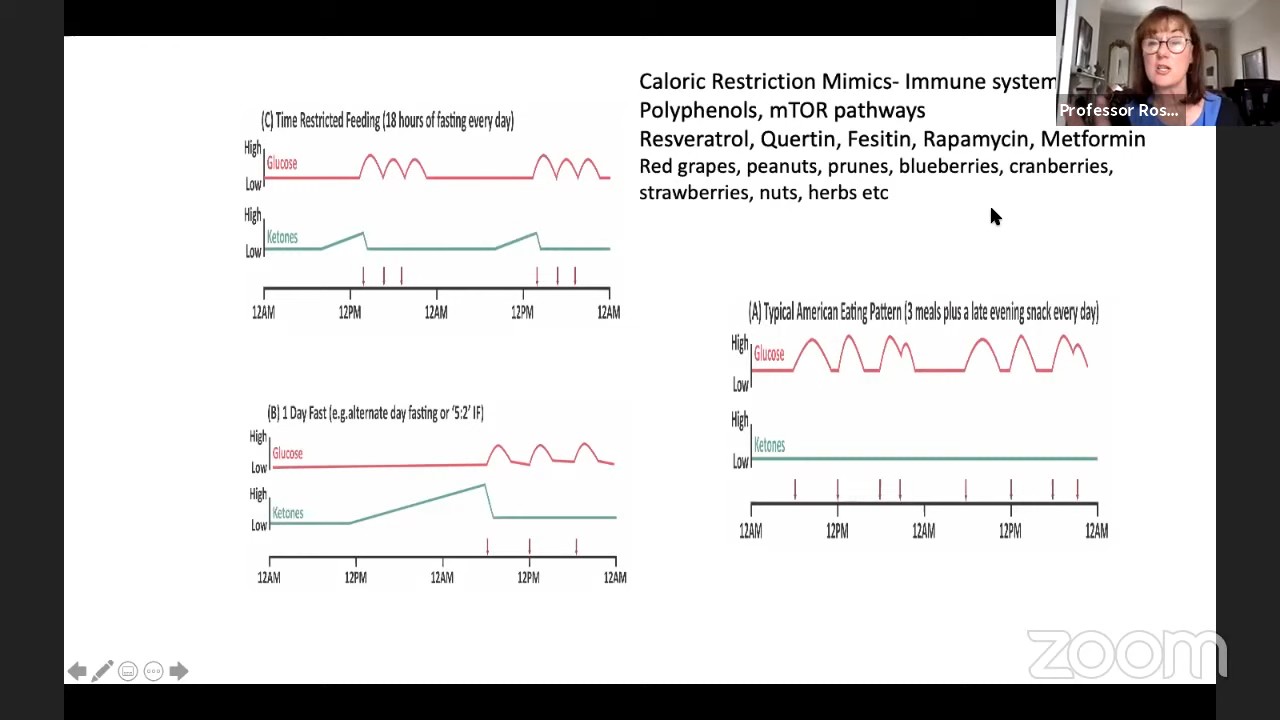 Caloric Restriction Mimics- Immune system
Polyphenols, mTOR pathways
Resveratrol, Quertin, Fesitin, Rapamycin, Metformin
Red grapes, peanuts, prunes, blueberries, cranberries,
strawberries, nuts, herbs etc
Professor Ros...
(C) Time Restricted Feeding (18 hours of fasting every day)
High
Glucose
Low
High
Ketones
Low
12AM 12PM 12AM 12PM 12AM
(A) Typical American Eating Pattern (3 meals plus a late evening snack every day)
High
Glucose
Low
High
Ketones
Low
12AM 12PM 12AM 12PM 12AM
(B) 1 Day Fast (e.g.alternate day fasting or '5:2' IF)
High
Glucose
Low
High
Ketones
Low
12AM 12PM 12AM 12PM 12AM
zoom